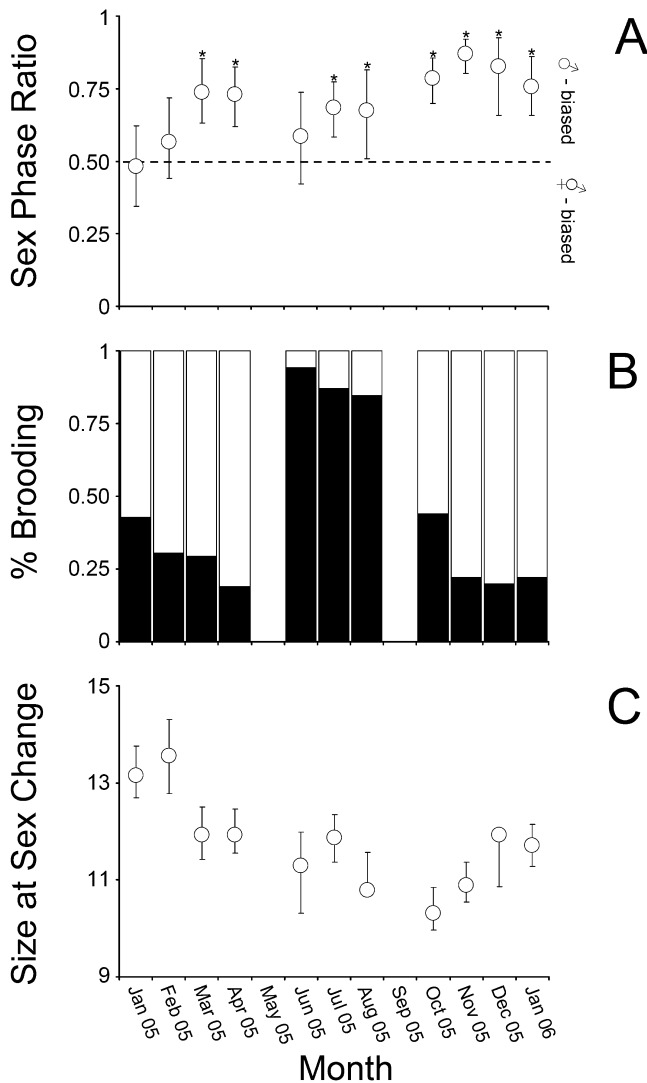 A
Sex Phase Ratio
1
0.75
0.50
0.25
0
* * * * * * * * *
♂ - biased
⚥ - biased
B
% Brooding
1
0.75
0.50
0.25
0
C
Size at Sex Change
15
13
11
9
Jan 05
Feb 05
Mar 05
Apr 05
May 05
Jun 05
Jul 05
Aug 05
Sep 05
Oct 05
Nov 05
Dec 05
Jan 06
Month